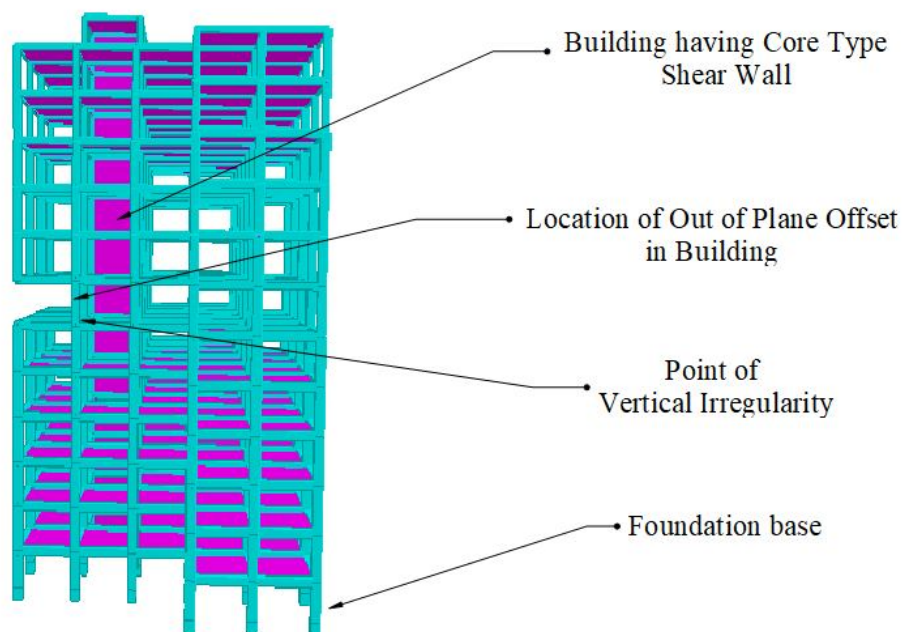 Building having Core Type
Shear Wall
Location of Out of Plane Offset
in Building
Point of
Vertical Irregularity
Foundation base